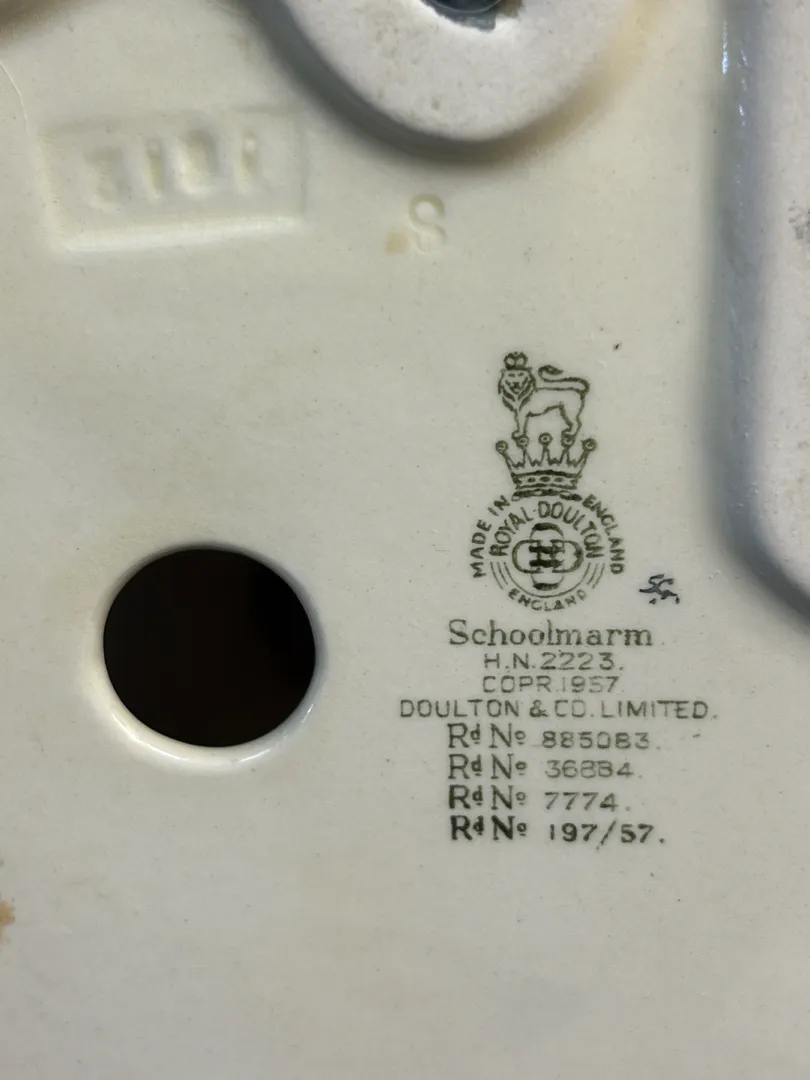 S
MADE IN ENGLAND
ROYAL·DOULTON
ENGLAND
Schoolmarm
H.N.2223.
COPR.1957
DOULTON & CO. LIMITED.
Rd No 885083.
Rd No 36884.
Rd No 7774.
Rd No 197/57.